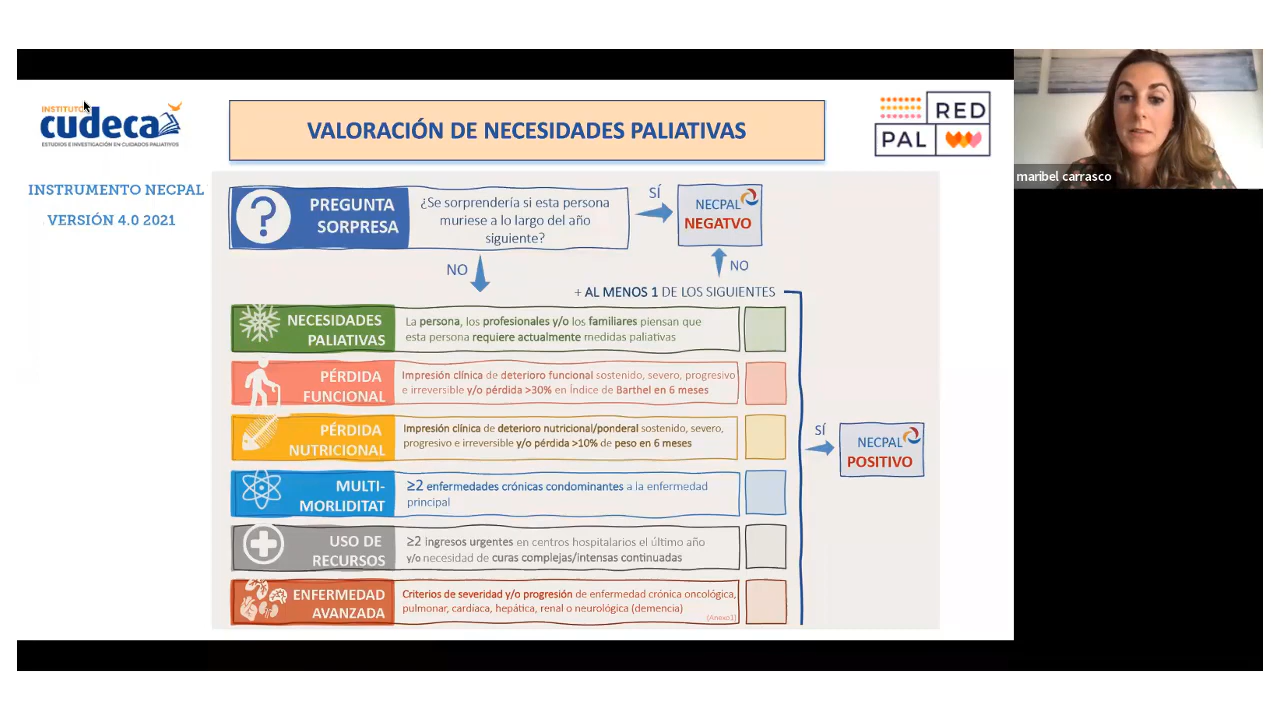 INSTITUTO
cudeca
ESTUDIOS E INVESTIGACIÓN EN CUIDADOS PALIATIVOS
VALORACIÓN DE NECESIDADES PALIATIVAS
RED
PAL
maribel carrasco
INSTRUMENTO NECPAL
VERSIÓN 4.0 2021
PREGUNTA
SORPRESA
¿Se sorprendería si esta persona
muriese a lo largo del año
siguiente?
SÍ
NECPAL
NEGATVO
NO
NO
+ AL MENOS 1 DE LOS SIGUIENTES
NECESIDADES
PALIATIVAS
La persona, los profesionales y/o los familiares piensan que
esta persona requiere actualmente medidas paliativas
PÉRDIDA
FUNCIONAL
Impresión clínica de deterioro funcional sostenido, severo, progresivo
e irreversible y/o pérdida >30% en Índice de Barthel en 6 meses
PÉRDIDA
NUTRICIONAL
Impresión clínica de deterioro nutricional/ponderal sostenido, severo,
progresivo e irreversible y/o pérdida >10% de peso en 6 meses
SÍ
NECPAL
POSITIVO
MULTI-
MORLIDITAT
≥2 enfermedades crónicas condominantes a la enfermedad
principal
USO DE
RECURSOS
≥2 ingresos urgentes en centros hospitalarios el último año
y/o necesidad de curas complejas/intensas continuadas
ENFERMEDAD
AVANZADA
Criterios de severidad y/o progresión de enfermedad crónica oncológica,
pulmonar, cardíaca, hepática, renal o neurológica (demencia)
[Anexo1]